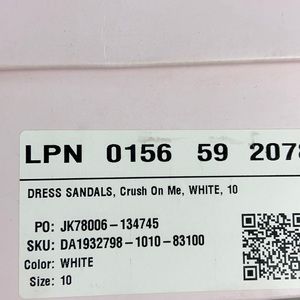 LPN 0156 59 2078
DRESS SANDALS, Crush On Me, WHITE, 10
PO: JK78006-134745
SKU: DA1932798-1010-83100
Color: WHITE
Size: 10